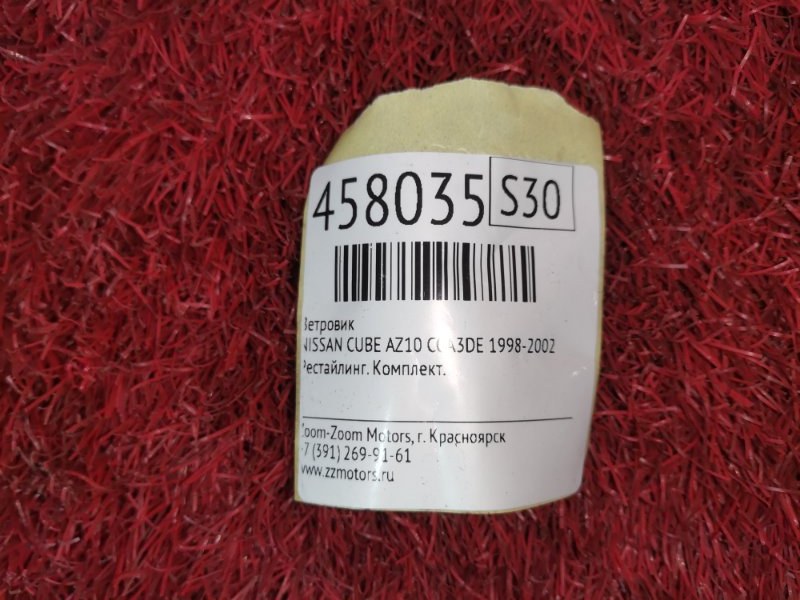 458035 S30
Ветровик
NISSAN CUBE AZ10 CGA3DE 1998-2002
Рестайлинг. Комплект.
Zoom-Zoom Motors, г. Красноярск
+7 (391) 269-91-61
www.zzmotors.ru